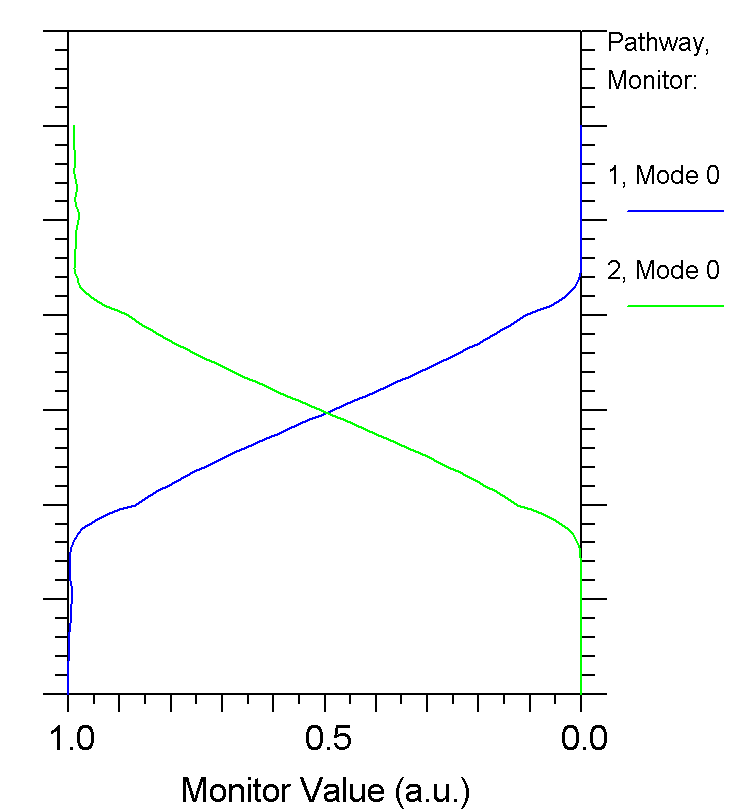 Pathway,
Monitor:
1, Mode 0
2, Mode 0
1.0 0.5 0.0
Monitor Value (a.u.)